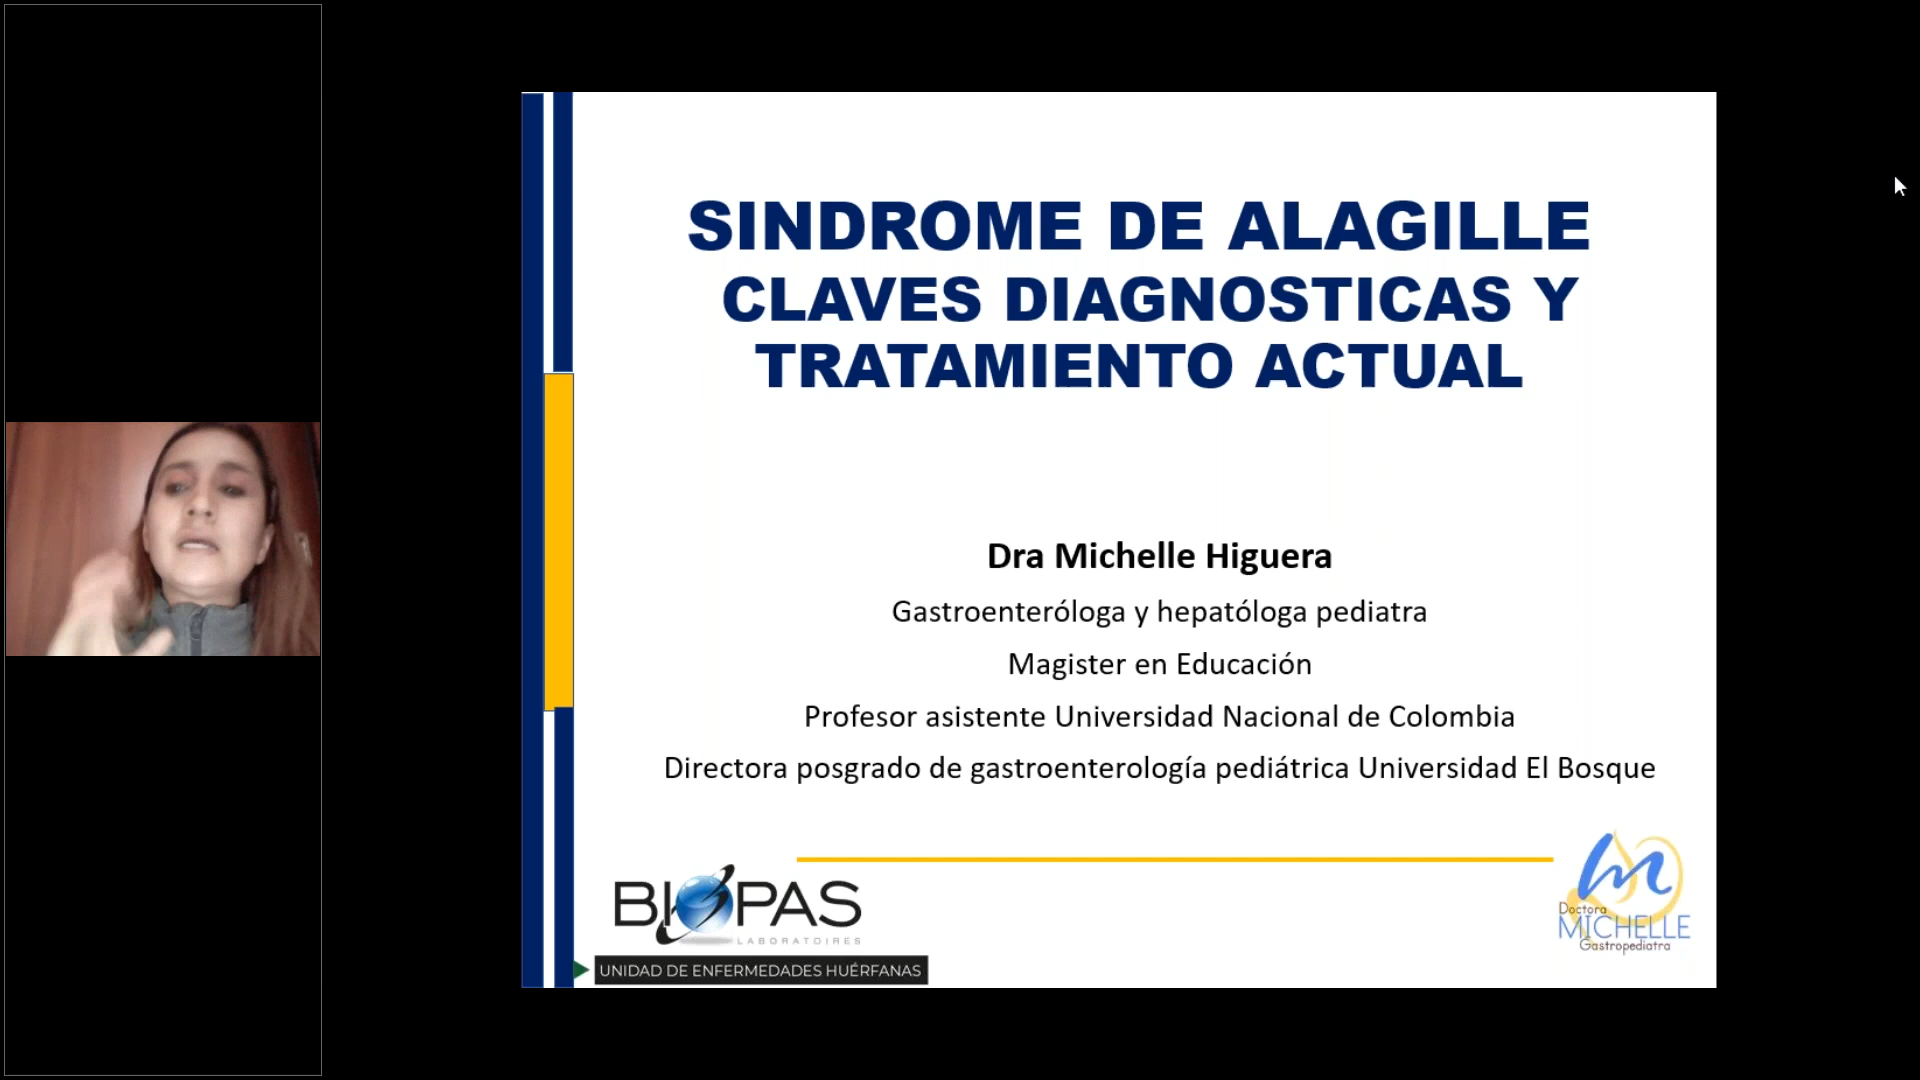 SINDROME DE ALAGILLE
CLAVES DIAGNOSTICAS Y
TRATAMIENTO ACTUAL
Dra Michelle Higuera
Gastroenteróloga y hepatóloga pediatra
Magister en Educación
Profesor asistente Universidad Nacional de Colombia
Directora posgrado de gastroenterología pediátrica Universidad El Bosque
BIOPAS
LABORATOIRES
UNIDAD DE ENFERMEDADES HUÉRFANAS
m
Doctora
MICHELLE
Gastropediatra